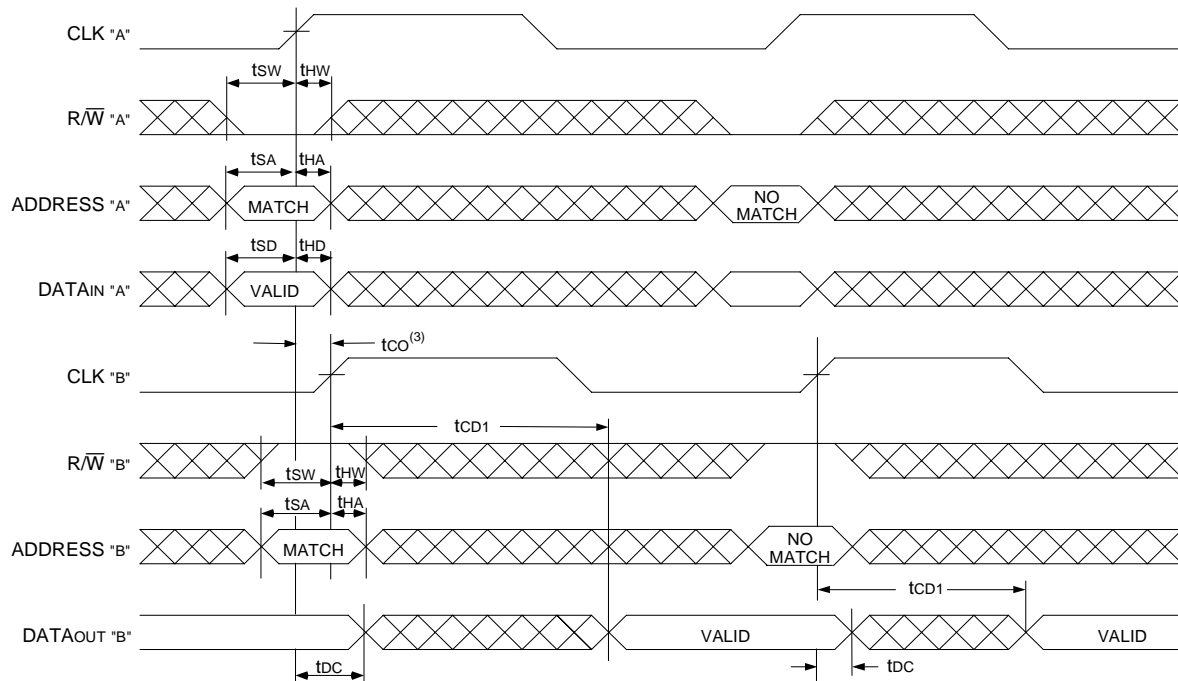 CLK "A"
tSW tHW
R/W̅ "A"
tSA tHA
ADDRESS "A" MATCH NO MATCH
tSD tHD
DATAIN "A" VALID
tCO(3)
CLK "B"
tCD1
R/W̅ "B"
tSW tHW
tSA tHA
ADDRESS "B" MATCH NO MATCH
tCD1
DATAOUT "B" VALID VALID
tDC tDC